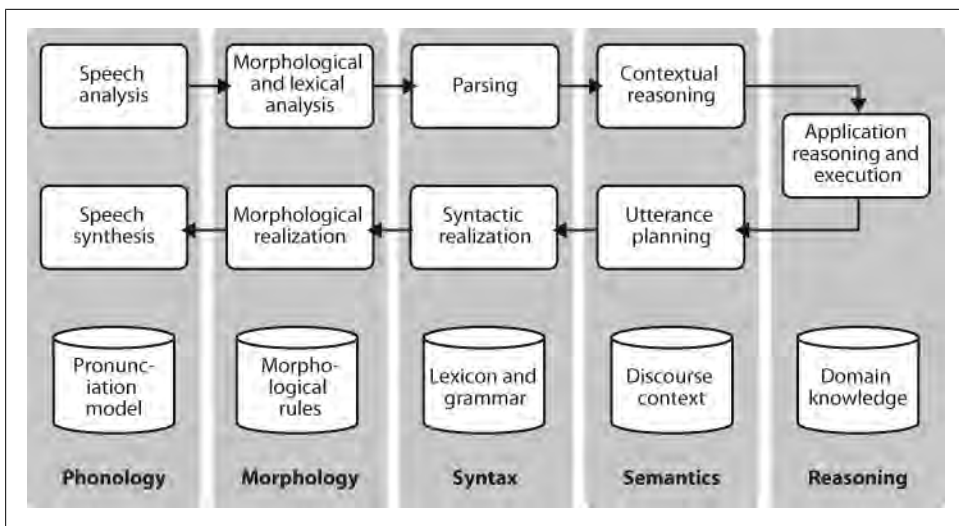 Speech
analysis
Morphological
and lexical
analysis
Parsing
Contextual
reasoning
Application
reasoning and
execution
Speech
synthesis
Morphological
realization
Syntactic
realization
Utterance
planning
Pronunc-
iation
model
Morpho-
logical
rules
Lexicon and
grammar
Discourse
context
Domain
knowledge
Phonology
Morphology
Syntax
Semantics
Reasoning